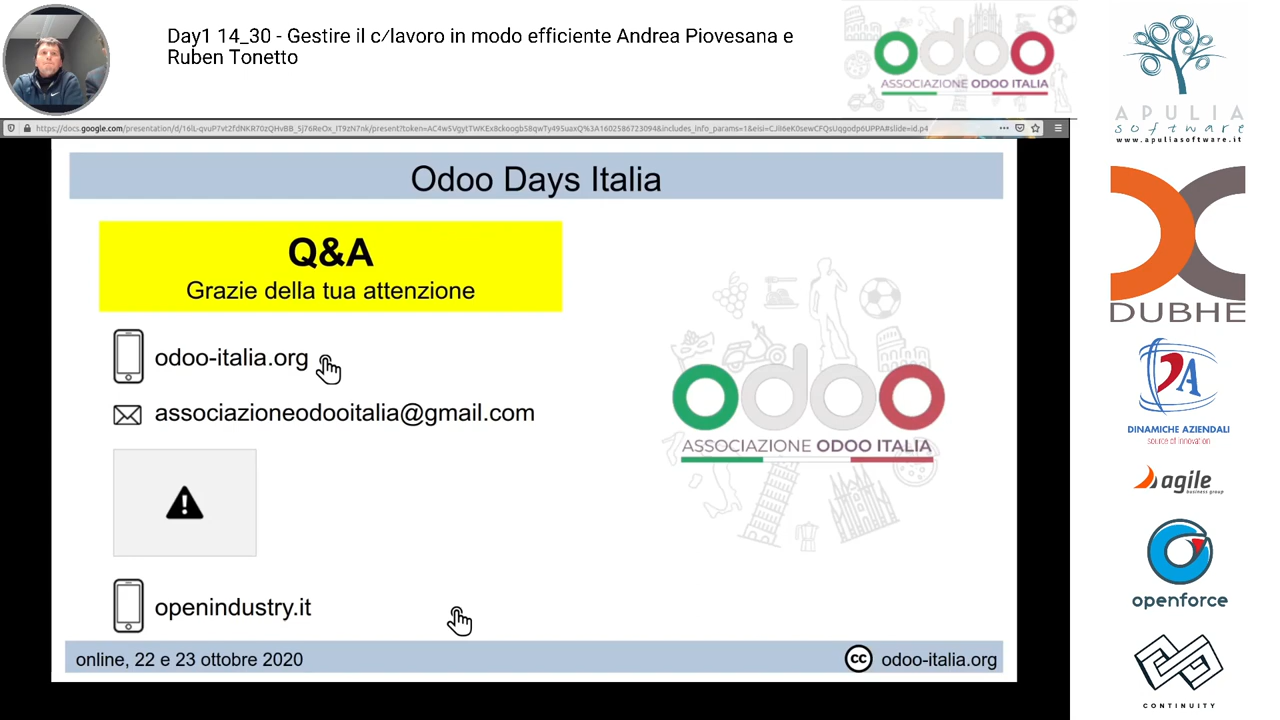 Day1 14_30 - Gestire il c/lavoro in modo efficiente Andrea Piovesana e
Ruben Tonetto
odoo
ASSOCIAZIONE ODOO ITALIA
APULIA
software
www.apuliasoftware.it
Odoo Days Italia
Q&A
Grazie della tua attenzione
odoo-italia.org
associazioneodooitalia@gmail.com
openindustry.it
odoo
ASSOCIAZIONE ODOO ITALIA
online, 22 e 23 ottobre 2020
cc odoo-italia.org
DUBHE
DINAMICHE AZIENDALI
source of innovation
agile
business group
openforce
CONTINUITY